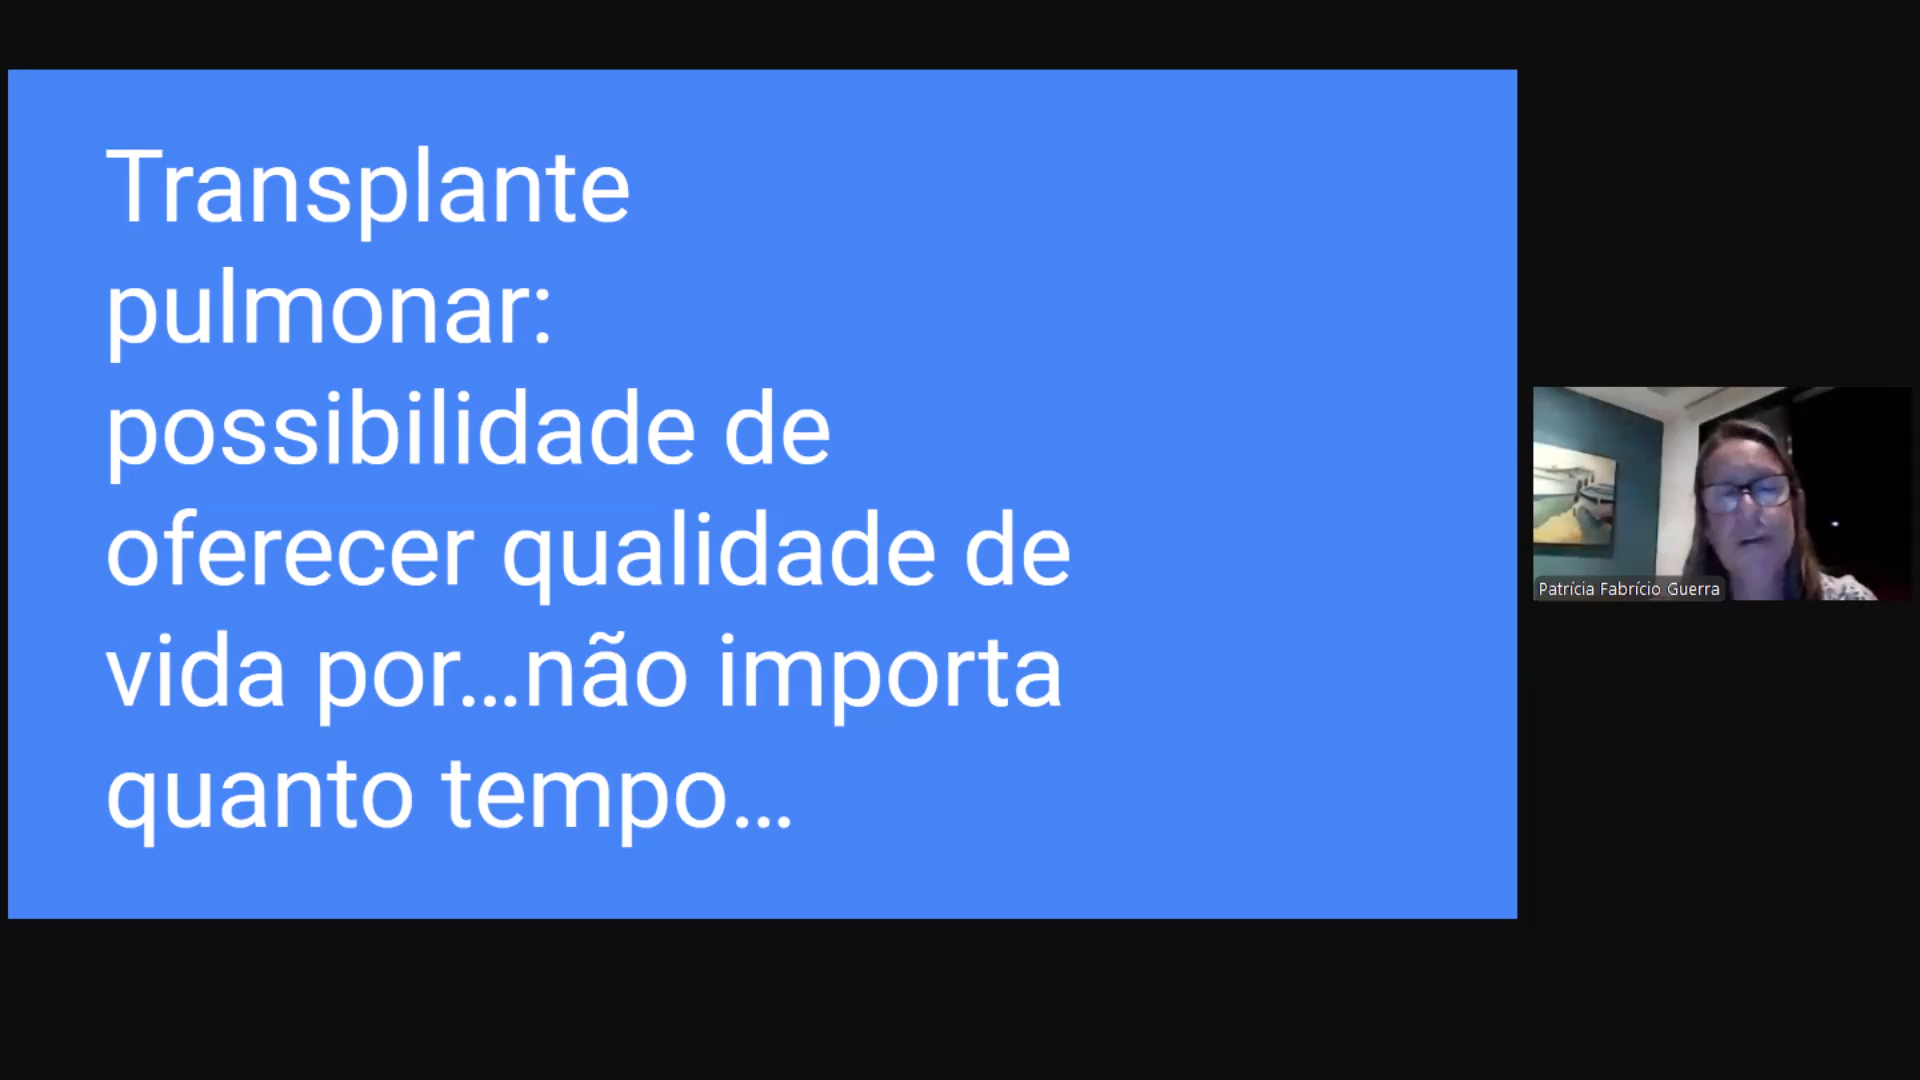 Transplante
pulmonar:
possibilidade de
oferecer qualidade de
vida por...não importa
quanto tempo...
Patrícia Fabrício Guerra